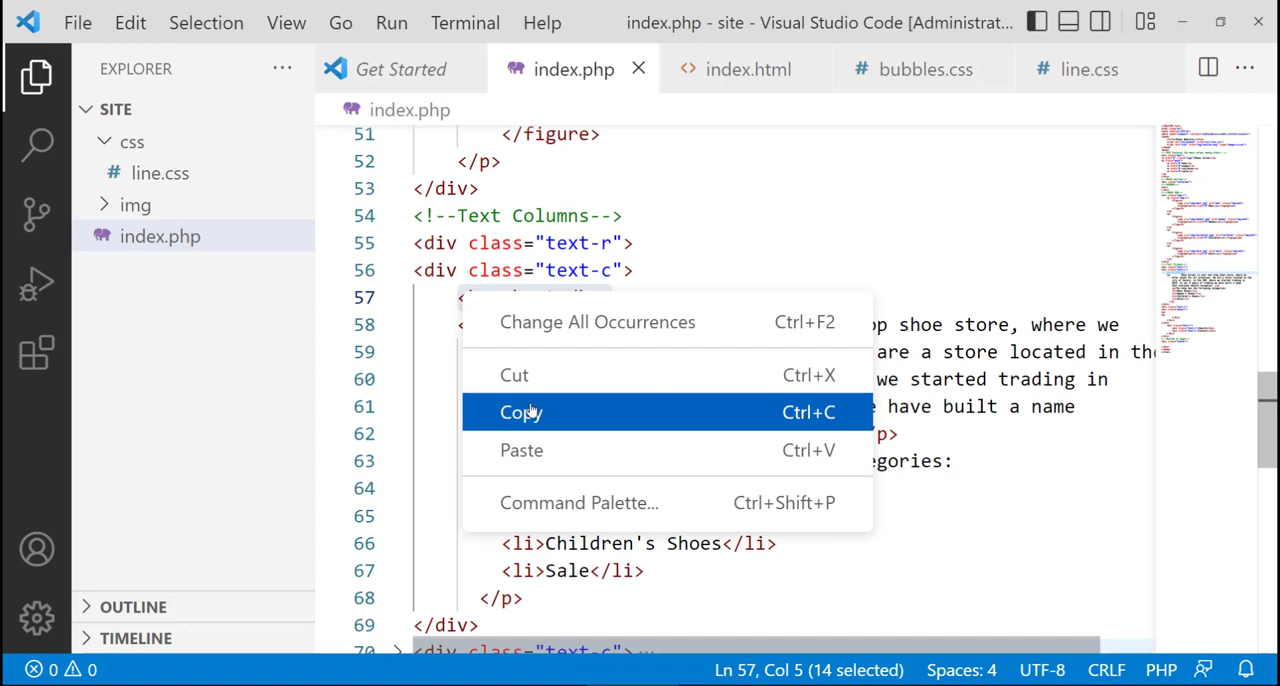 File Edit Selection View Go Run Terminal Help index.php - site - Visual Studio Code [Administrat...
EXPLORER
Get Started index.php index.html # bubbles.css # line.css
SITE
css
# line.css
img
index.php
OUTLINE
TIMELINE
index.php
51 </figure>
52 </p>
53 </div>
54 <!--Text Columns-->
55 <div class="text-r">
56 <div class="text-c">
57
58 op shoe store, where we
59 are a store located in the
60 we started trading in
61 e have built a name
62 /p>
63 egories:
64
65
66 <li>Children's Shoes</li>
67 <li>Sale</li>
68 </p>
69 </div>
70 <div class="text-c">...
Change All Occurrences Ctrl+F2
Cut Ctrl+X
Copy Ctrl+C
Paste Ctrl+V
Command Palette... Ctrl+Shift+P
0 0 Ln 57, Col 5 (14 selected) Spaces: 4 UTF-8 CRLF PHP